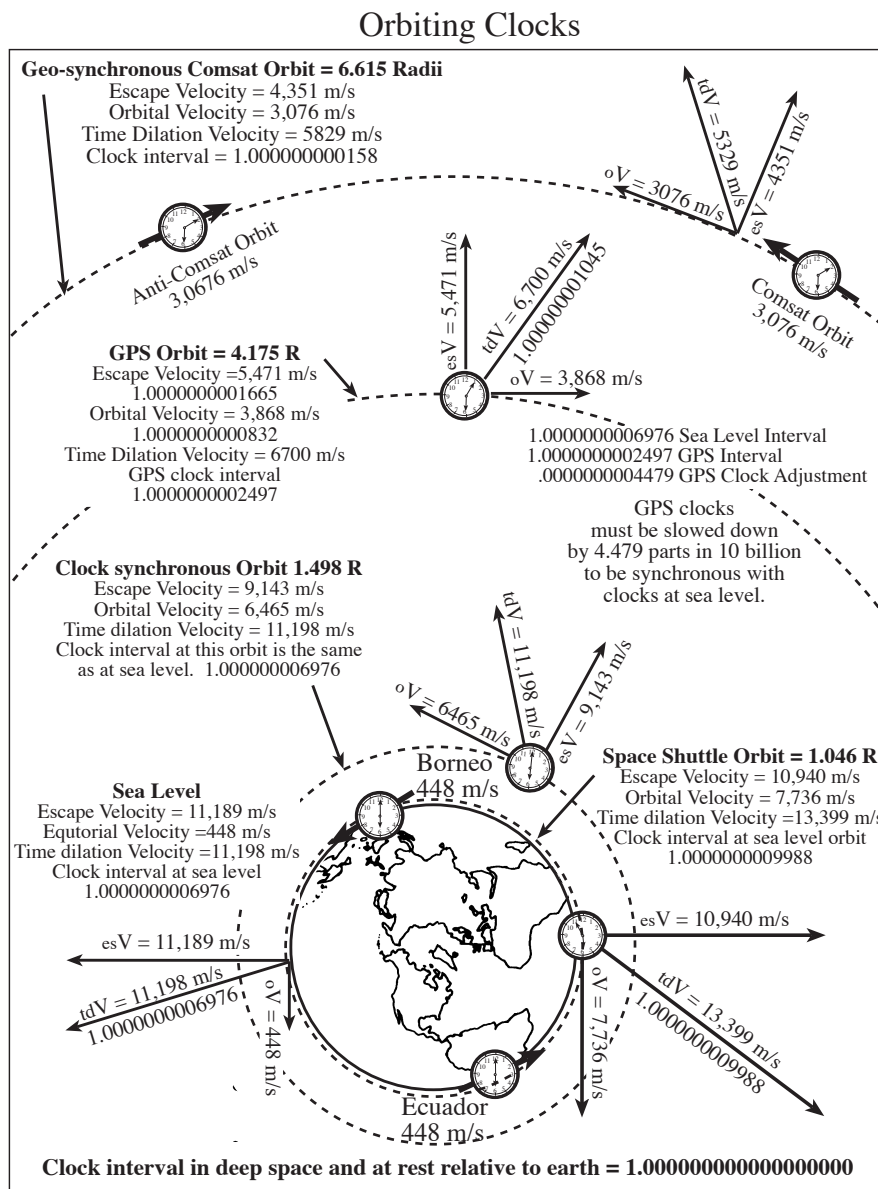 Orbiting Clocks
Geo-synchronous Comsat Orbit = 6.615 Radii
Escape Velocity = 4,351 m/s
Orbital Velocity = 3,076 m/s
Time Dilation Velocity = 5829 m/s
Clock interval = 1.000000000158
tdV = 5329 m/s
esV = 4351 m/s
oV = 3076 m/s
Anti-Comsat Orbit
3,0676 m/s
Comsat Orbit
3,076 m/s
esV = 5,471 m/s
tdV = 6,700 m/s
1.000000001045
oV = 3,868 m/s
GPS Orbit = 4.175 R
Escape Velocity =5,471 m/s
1.0000000001665
Orbital Velocity = 3,868 m/s
1.0000000000832
Time Dilation Velocity = 6700 m/s
GPS clock interval
1.0000000002497
1.0000000006976 Sea Level Interval
1.0000000002497 GPS Interval
.0000000004479 GPS Clock Adjustment
GPS clocks
must be slowed down
by 4.479 parts in 10 billion
to be synchronous with
clocks at sea level.
Clock synchronous Orbit 1.498 R
Escape Velocity = 9,143 m/s
Orbital Velocity = 6,465 m/s
Time dilation Velocity = 11,198 m/s
Clock interval at this orbit is the same
as at sea level. 1.000000006976
tdV = 11,198 m/s
esV = 9,143 m/s
oV = 6465 m/s
Borneo
448 m/s
Space Shuttle Orbit = 1.046 R
Escape Velocity = 10,940 m/s
Orbital Velocity = 7,736 m/s
Time dilation Velocity =13,399 m/s
Clock interval at sea level orbit
1.0000000009988
Sea Level
Escape Velocity = 11,189 m/s
Equtorial Velocity =448 m/s
Time dilation Velocity =11,198 m/s
Clock interval at sea level
1.0000000006976
esV = 11,189 m/s
tdV = 11,198 m/s
1.0000000006976
oV = 448 m/s
esV = 10,940 m/s
oV = 7,736 m/s
tdV = 13,399 m/s
1.0000000009988
Ecuador
448 m/s
Clock interval in deep space and at rest relative to earth = 1.000000000000000000